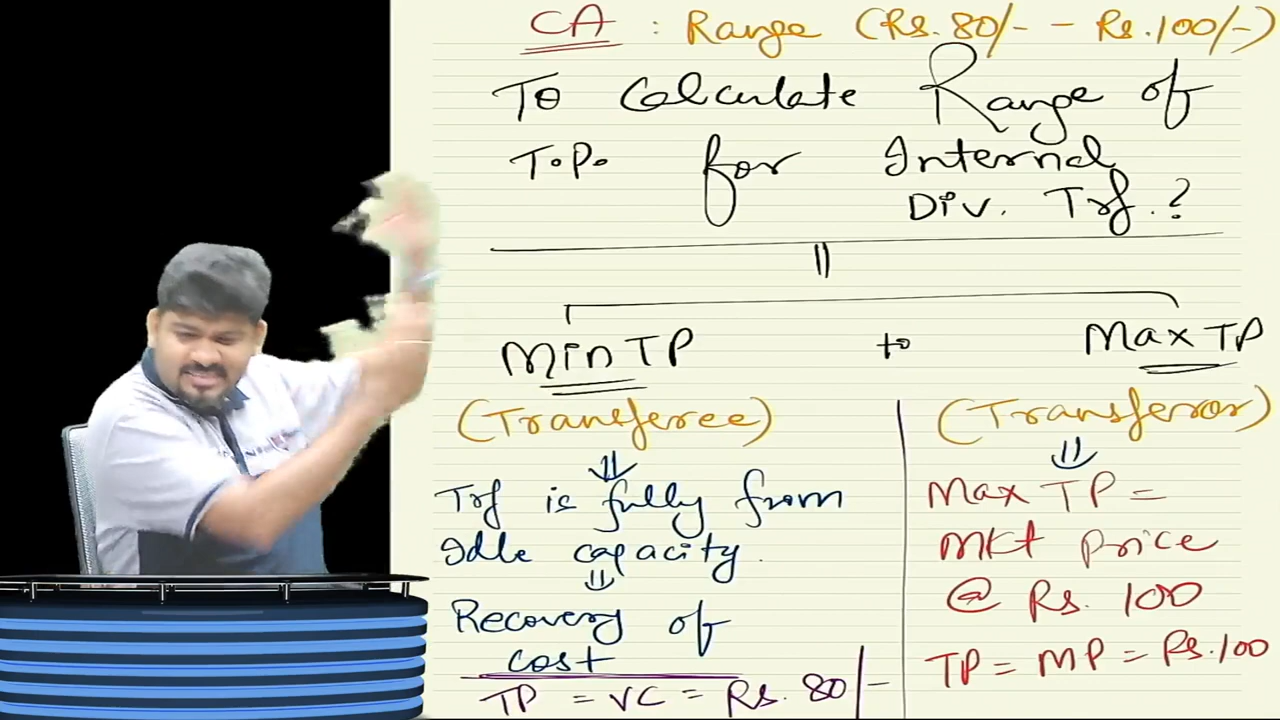 CA : Range (Rs.80/- - Rs.100/-)
To Calculate Range of
T.P. for Internal
Div. Trf.?
Min TP to Max TP
(Transferee)
Trf is fully from
Idle capacity.
Recovery of
cost
TP = VC = Rs. 80/-
(Transferor)
Max TP =
Mkt price
@ Rs. 100
TP = MP = Rs.100